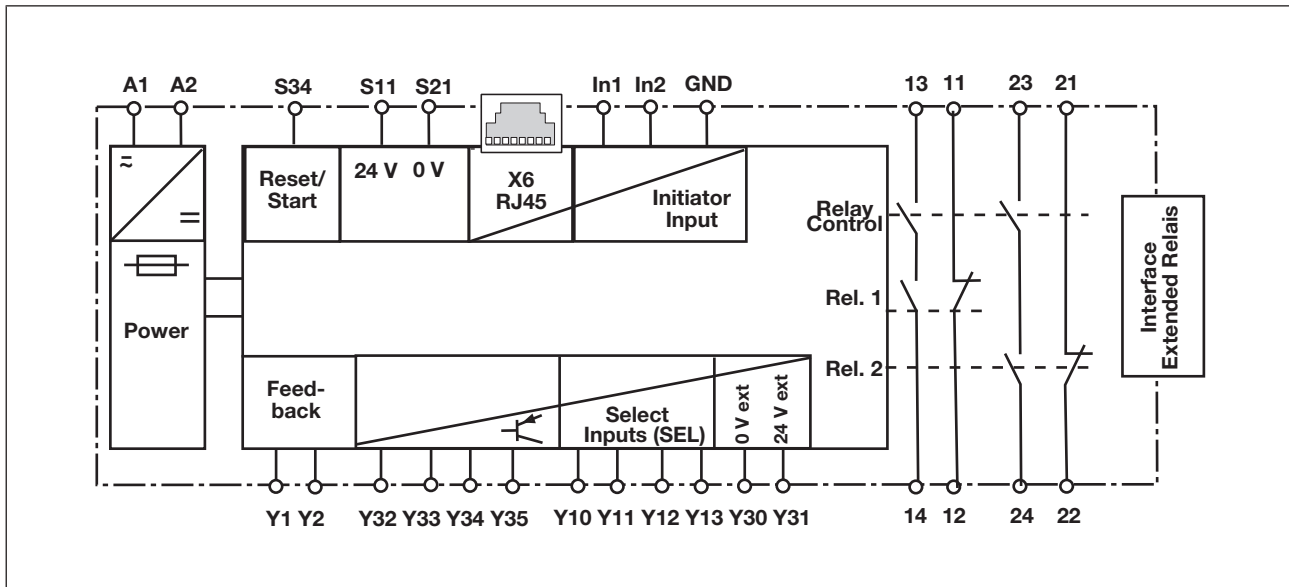 A1 A2 S34 S11 S21 In1 In2 GND 13 11 23 21
Reset/
Start
24 V 0 V
X6
RJ45
Initiator
Input
Relay
Control
Power
Rel. 1
Rel. 2
Interface
Extended Relais
Feed-
back
Select
Inputs (SEL)
0 V ext
24 V ext
Y1 Y2 Y32 Y33 Y34 Y35 Y10 Y11 Y12 Y13 Y30 Y31 14 12 24 22